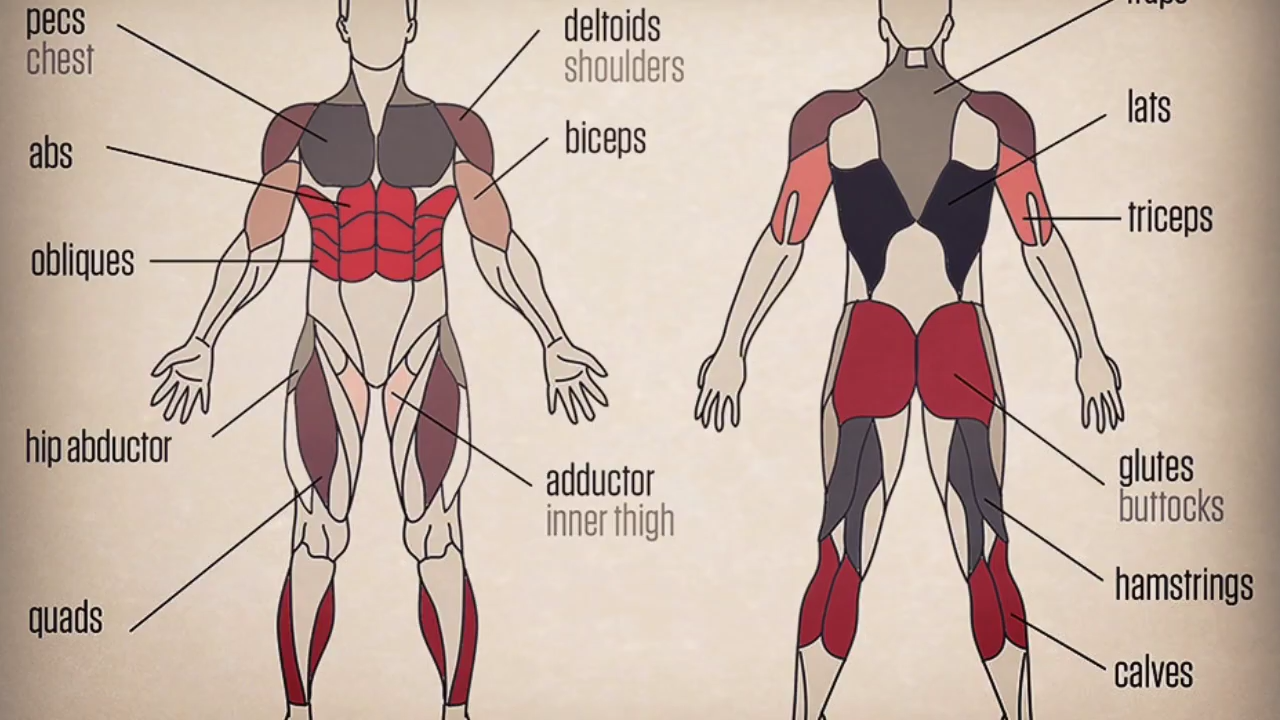 pecs
chest
abs
obliques
hip abductor
quads
deltoids
shoulders
biceps
adductor
inner thigh
lats
triceps
glutes
buttocks
hamstrings
calves